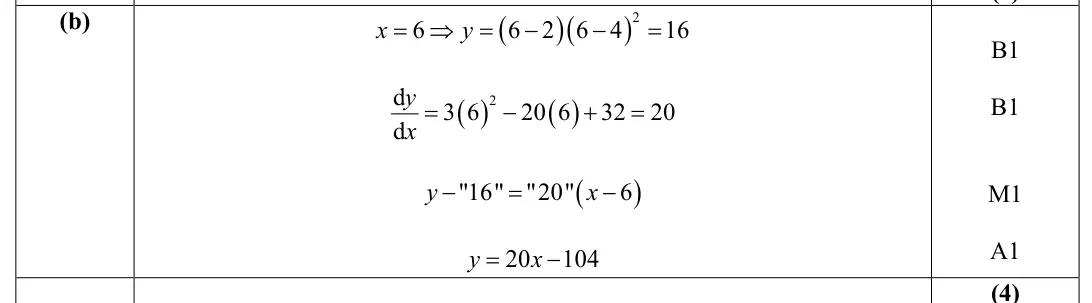 (b) x = 6 ⇒ y = (6 − 2)(6 − 4)² = 16 B1
dy/dx = 3(6)² − 20(6) + 32 = 20 B1
y − "16" = "20"(x − 6) M1
y = 20x − 104 A1
(4)